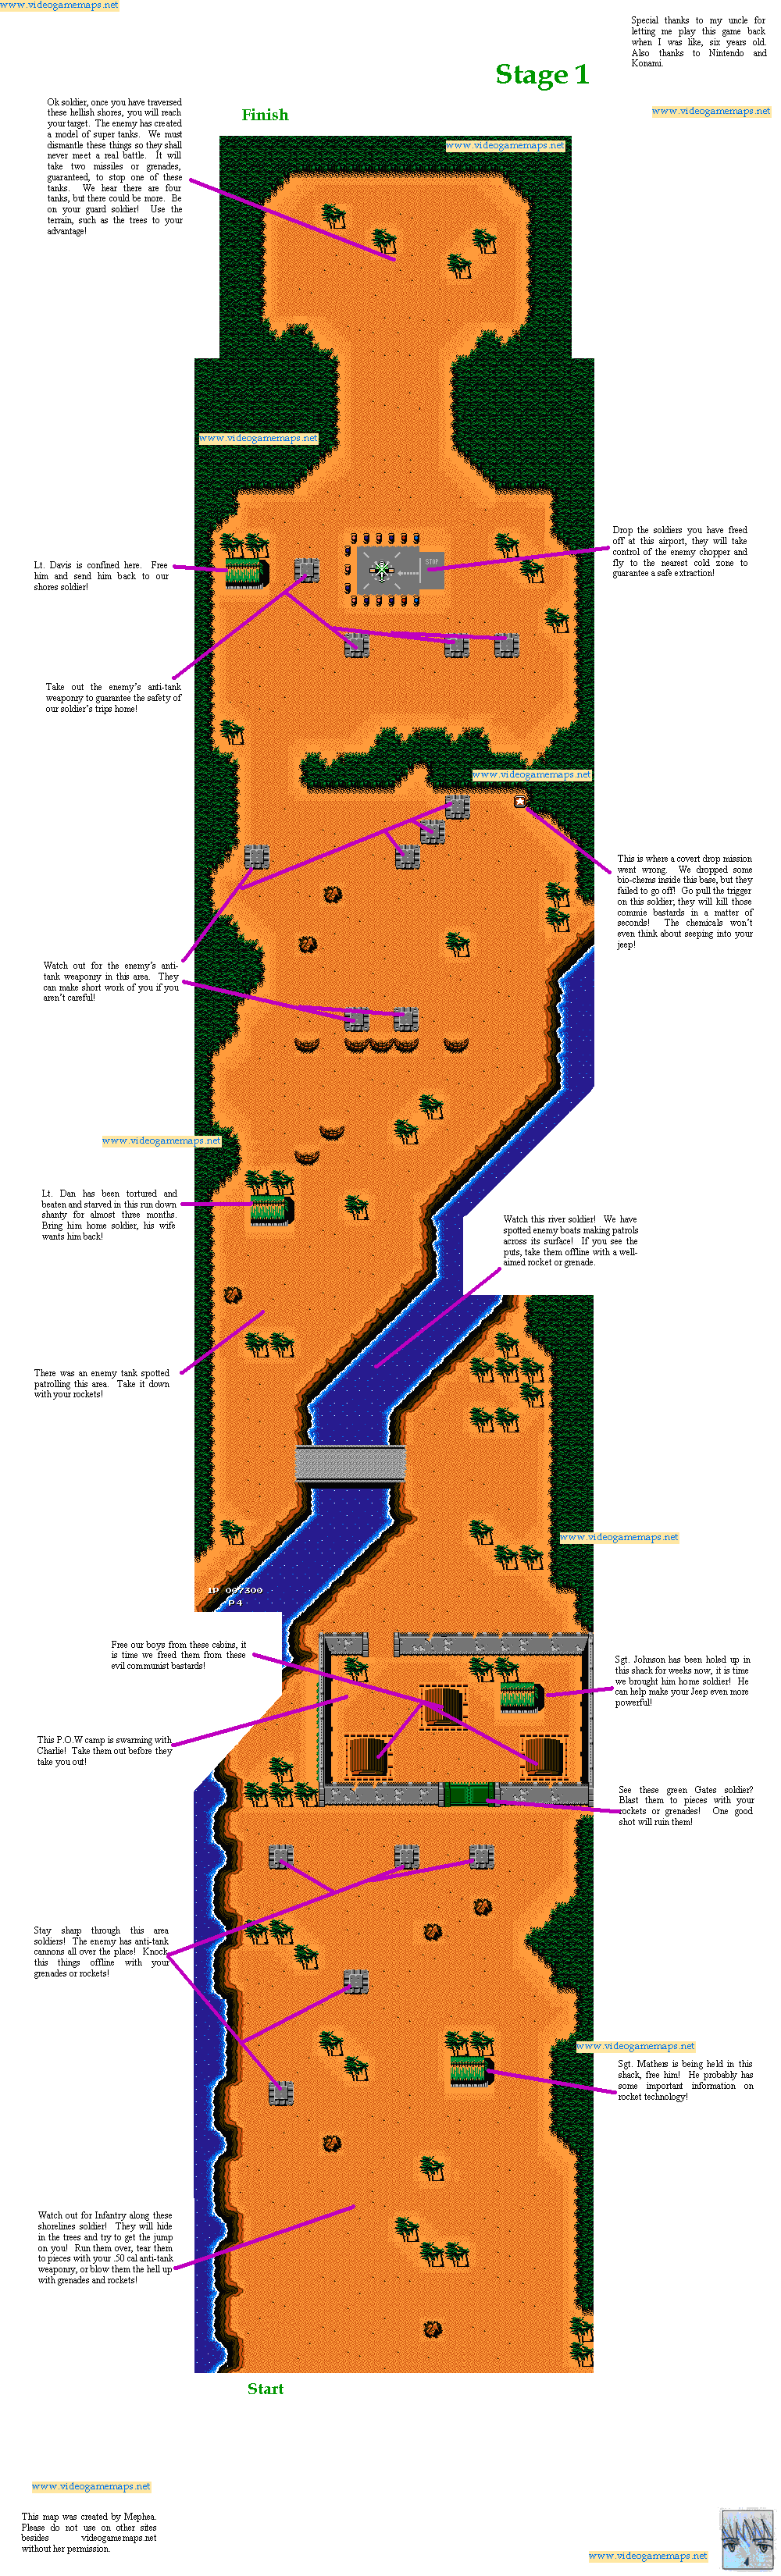 www.videogamemaps.net
Special thanks to my uncle for
letting me play this game back
when I was like, six years old.
Also thanks to Nintendo and
Konami.
Stage 1
Finish
www.videogamemaps.net
Ok soldier, once you have traversed
these hellish shores, you will reach
your target. The enemy has created
a model of super tanks. We must
dismantle these things so they shall
never meet a real battle. It will
take two missiles or grenades,
guaranteed, to stop one of these
tanks. We hear there are four
tanks, but there could be more. Be
on your guard soldier! Use the
terrain, such as the trees to your
advantage!
www.videogamemaps.net
www.videogamemaps.net
Drop the soldiers you have freed
off at this airport, they will take
control of the enemy chopper and
fly to the nearest cold zone to
guarantee a safe extraction!
STOP
Lt. Davis is confined here. Free
him and send him back to our
shores soldier!
Take out the enemy's anti-tank
weaponry to guarantee the safety of
our soldier's trips home!
www.videogamemaps.net
This is where a covert drop mission
went wrong. We dropped some
bio-chems inside this base, but they
failed to go off! Go pull the trigger
on this soldier, they will kill those
commie bastards in a matter of
seconds! The chemicals won't
even think about seeping into your
jeep!
Watch out for the enemy's anti-
tank weaponry in this area. They
can make short work of you if you
aren't careful!
www.videogamemaps.net
Lt. Dan has been tortured and
beaten and starved in this run down
shanty for almost three months.
Bring him home soldier, his wife
wants him back!
Watch this river soldier! We have
spotted enemy boats making patrols
across its surface! If you see the
puts, take them offline with a well-
aimed rocket or grenade.
There was an enemy tank spotted
patrolling this area. Take it down
with your rockets!
www.videogamemaps.net
1P 007300
P4
Free our boys from these cabins, it
is time we freed them from these
evil communist bastards!
Sgt. Johnson has been holed up in
this shack for weeks now, it is time
we brought him home soldier! He
can help make your Jeep even more
powerful!
This P.O.W camp is swarming with
Charlie! Take them out before they
take you out!
See these green Gates soldier?
Blast them to pieces with your
rockets or grenades! One good
shot will ruin them!
Stay sharp through this area
soldiers! The enemy has anti-tank
cannons all over the place! Knock
this things offline with your
grenades or rockets!
www.videogamemaps.net
Sgt. Mathers is being held in this
shack, free him! He probably has
some important information on
rocket technology!
Watch out for Infantry along these
shorelines soldier! They will hide
in the trees and try to get the jump
on you! Run them over, tear them
to pieces with your .50 cal anti-tank
weaponry, or blow them the hell up
with grenades and rockets!
Start
www.videogamemaps.net
This map was created by Mephea.
Please do not use on other sites
besides videogamemaps.net
without her permission.
www.videogamemaps.net